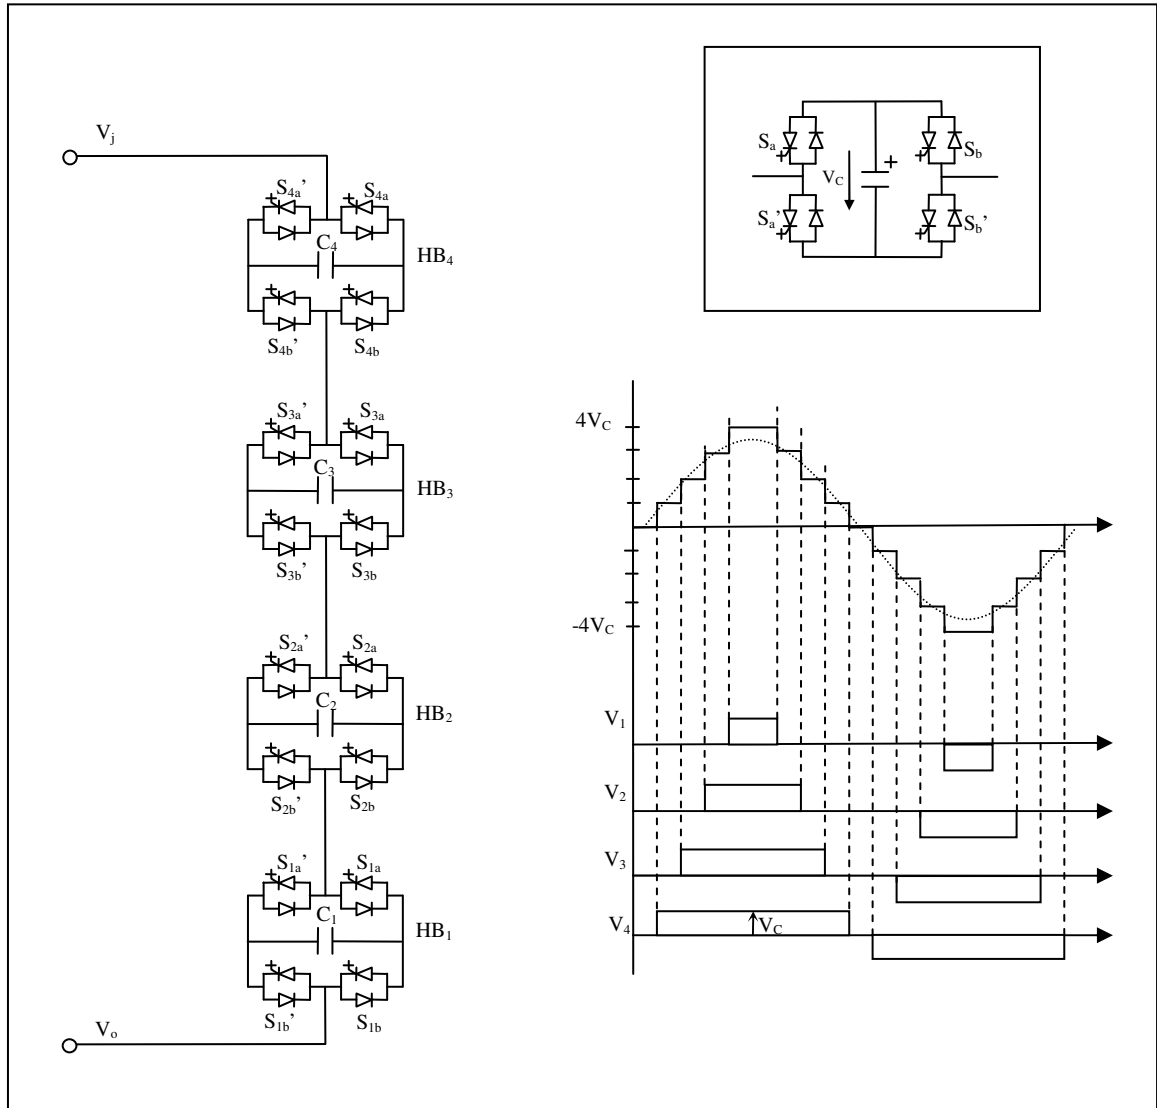 Vj
S4a’
S4a
C4
HB4
S4b’
S4b
S3a’
S3a
C3
HB3
S3b’
S3b
S2a’
S2a
C2
HB2
S2b’
S2b
S1a’
S1a
C1
HB1
S1b’
S1b
Vo
Sa
Sb
VC
+
Sa’
Sb’
4VC
-4VC
V1
V2
V3
V4
VC